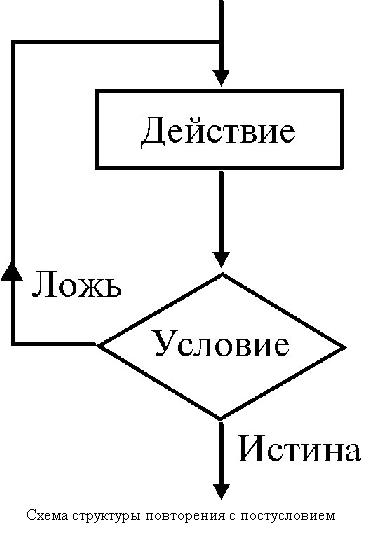 Действие
Ложь
Условие
Истина
Схема структуры повторения с постусловием